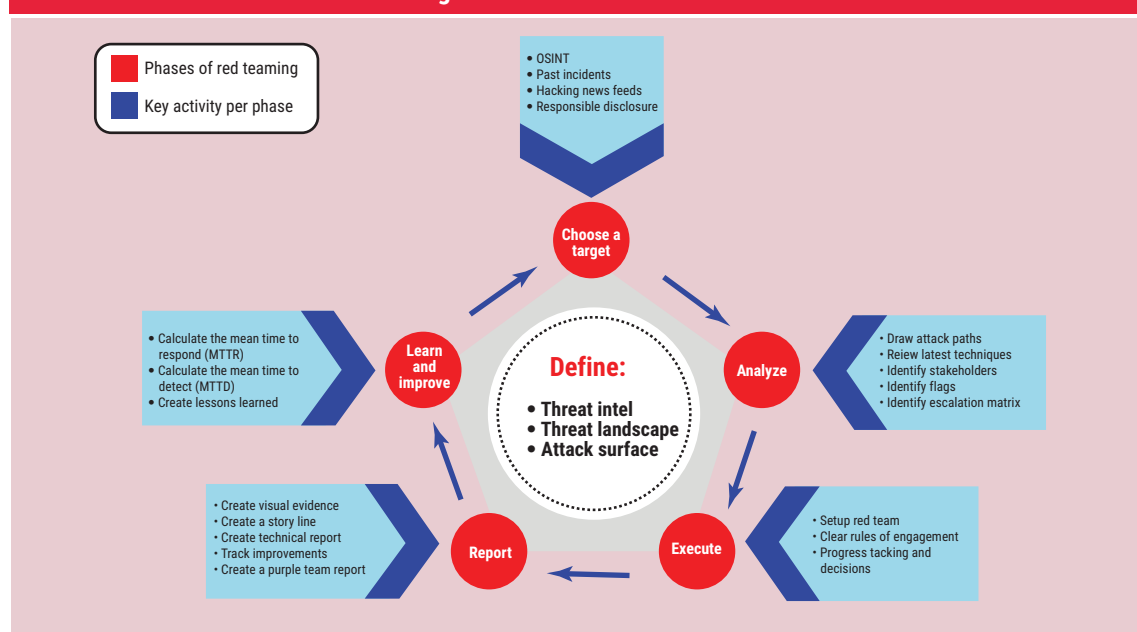 Phases of red teaming
Key activity per phase
• OSINT
• Past incidents
• Hacking news feeds
• Responsible disclosure
Choose a
target
• Calculate the mean time to
respond (MTTR)
• Calculate the mean time to
detect (MTTD)
• Create lessons learned
Learn
and
improve
Define:
• Threat intel
• Threat landscape
• Attack surface
Analyze
• Draw attack paths
• Reiew latest techniques
• Identify stakeholders
• Identify flags
• Identify escalation matrix
• Create visual evidence
• Create a story line
• Create technical report
• Track improvements
• Create a purple team report
Report
Execute
• Setup red team
• Clear rules of engagement
• Progress tacking and
decisions